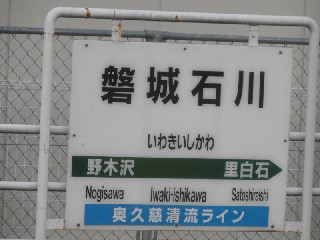 磐城石川
いわきいしかわ
野木沢 里白石
Nogisawa Iwaki-ishikawa Satoshiraishi
奥久慈清流ライン